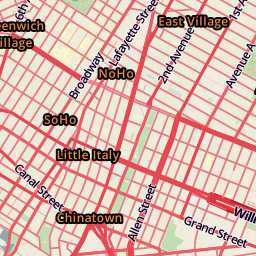 6th
East Village
Greenwich
Village
Lafayette Street
2nd Avenue
NoHo
Broadway
Avenue A
SoHo
Little Italy
Canal Street
Chinatown
Allen Street
Grand Street